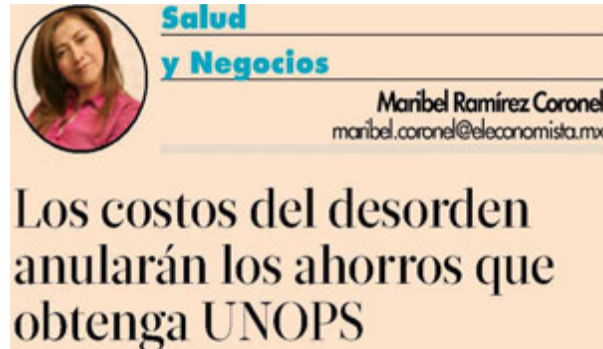 Salud
y Negocios
Maribel Ramírez Coronel
maribel.coronel@eleconomista.mx
Los costos del desorden
anularán los ahorros que
obtenga UNOPS